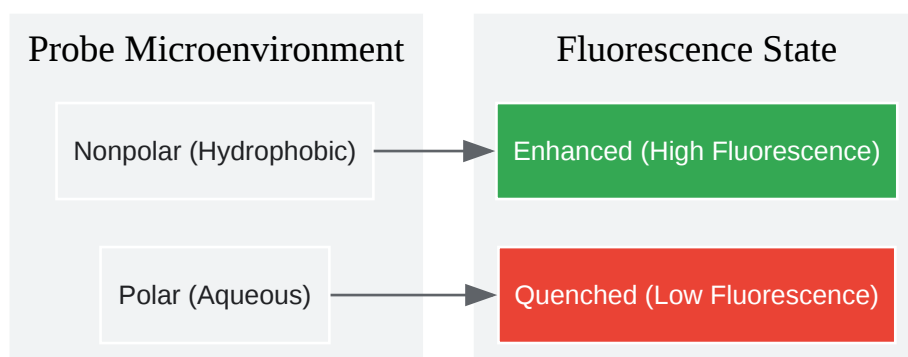 Probe Microenvironment
Fluorescence State
Nonpolar (Hydrophobic)
Enhanced (High Fluorescence)
Polar (Aqueous)
Quenched (Low Fluorescence)